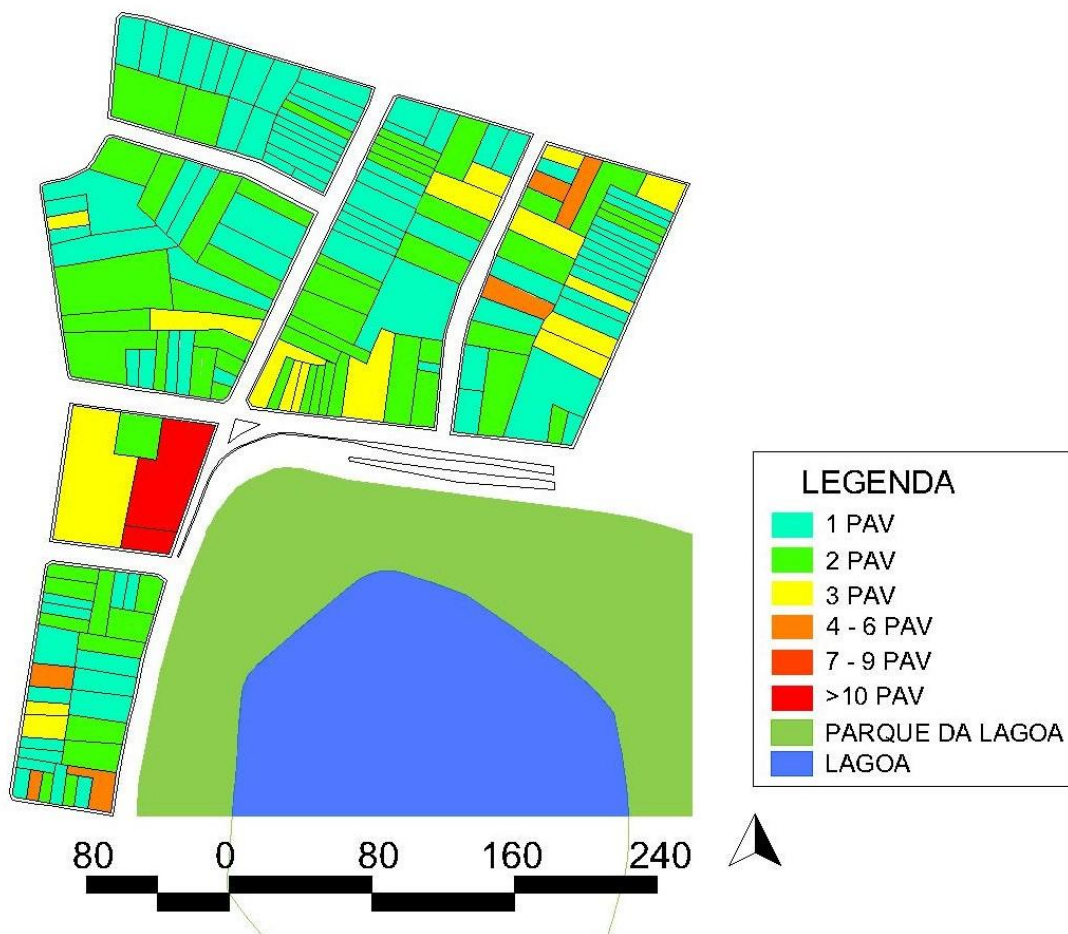 LEGENDA
1 PAV
2 PAV
3 PAV
4 - 6 PAV
7 - 9 PAV
>10 PAV
PARQUE DA LAGOA
LAGOA
80 0 80 160 240